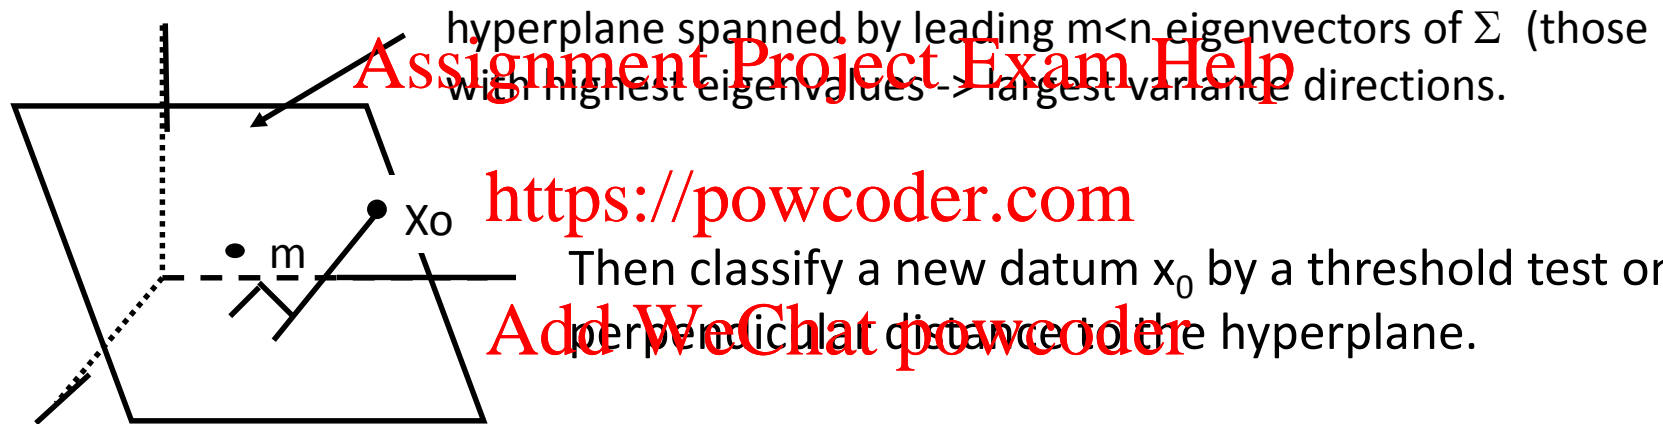 hyperplane spanned by leading m<n eigenvectors of Σ (those
with highest eigenvalues -> largest variance directions.
Assignment Project Exam Help
https://powcoder.com
Xo
m
Then classify a new datum x₀ by a threshold test or
perpendicular distance to the hyperplane.
Add WeChat powcoder